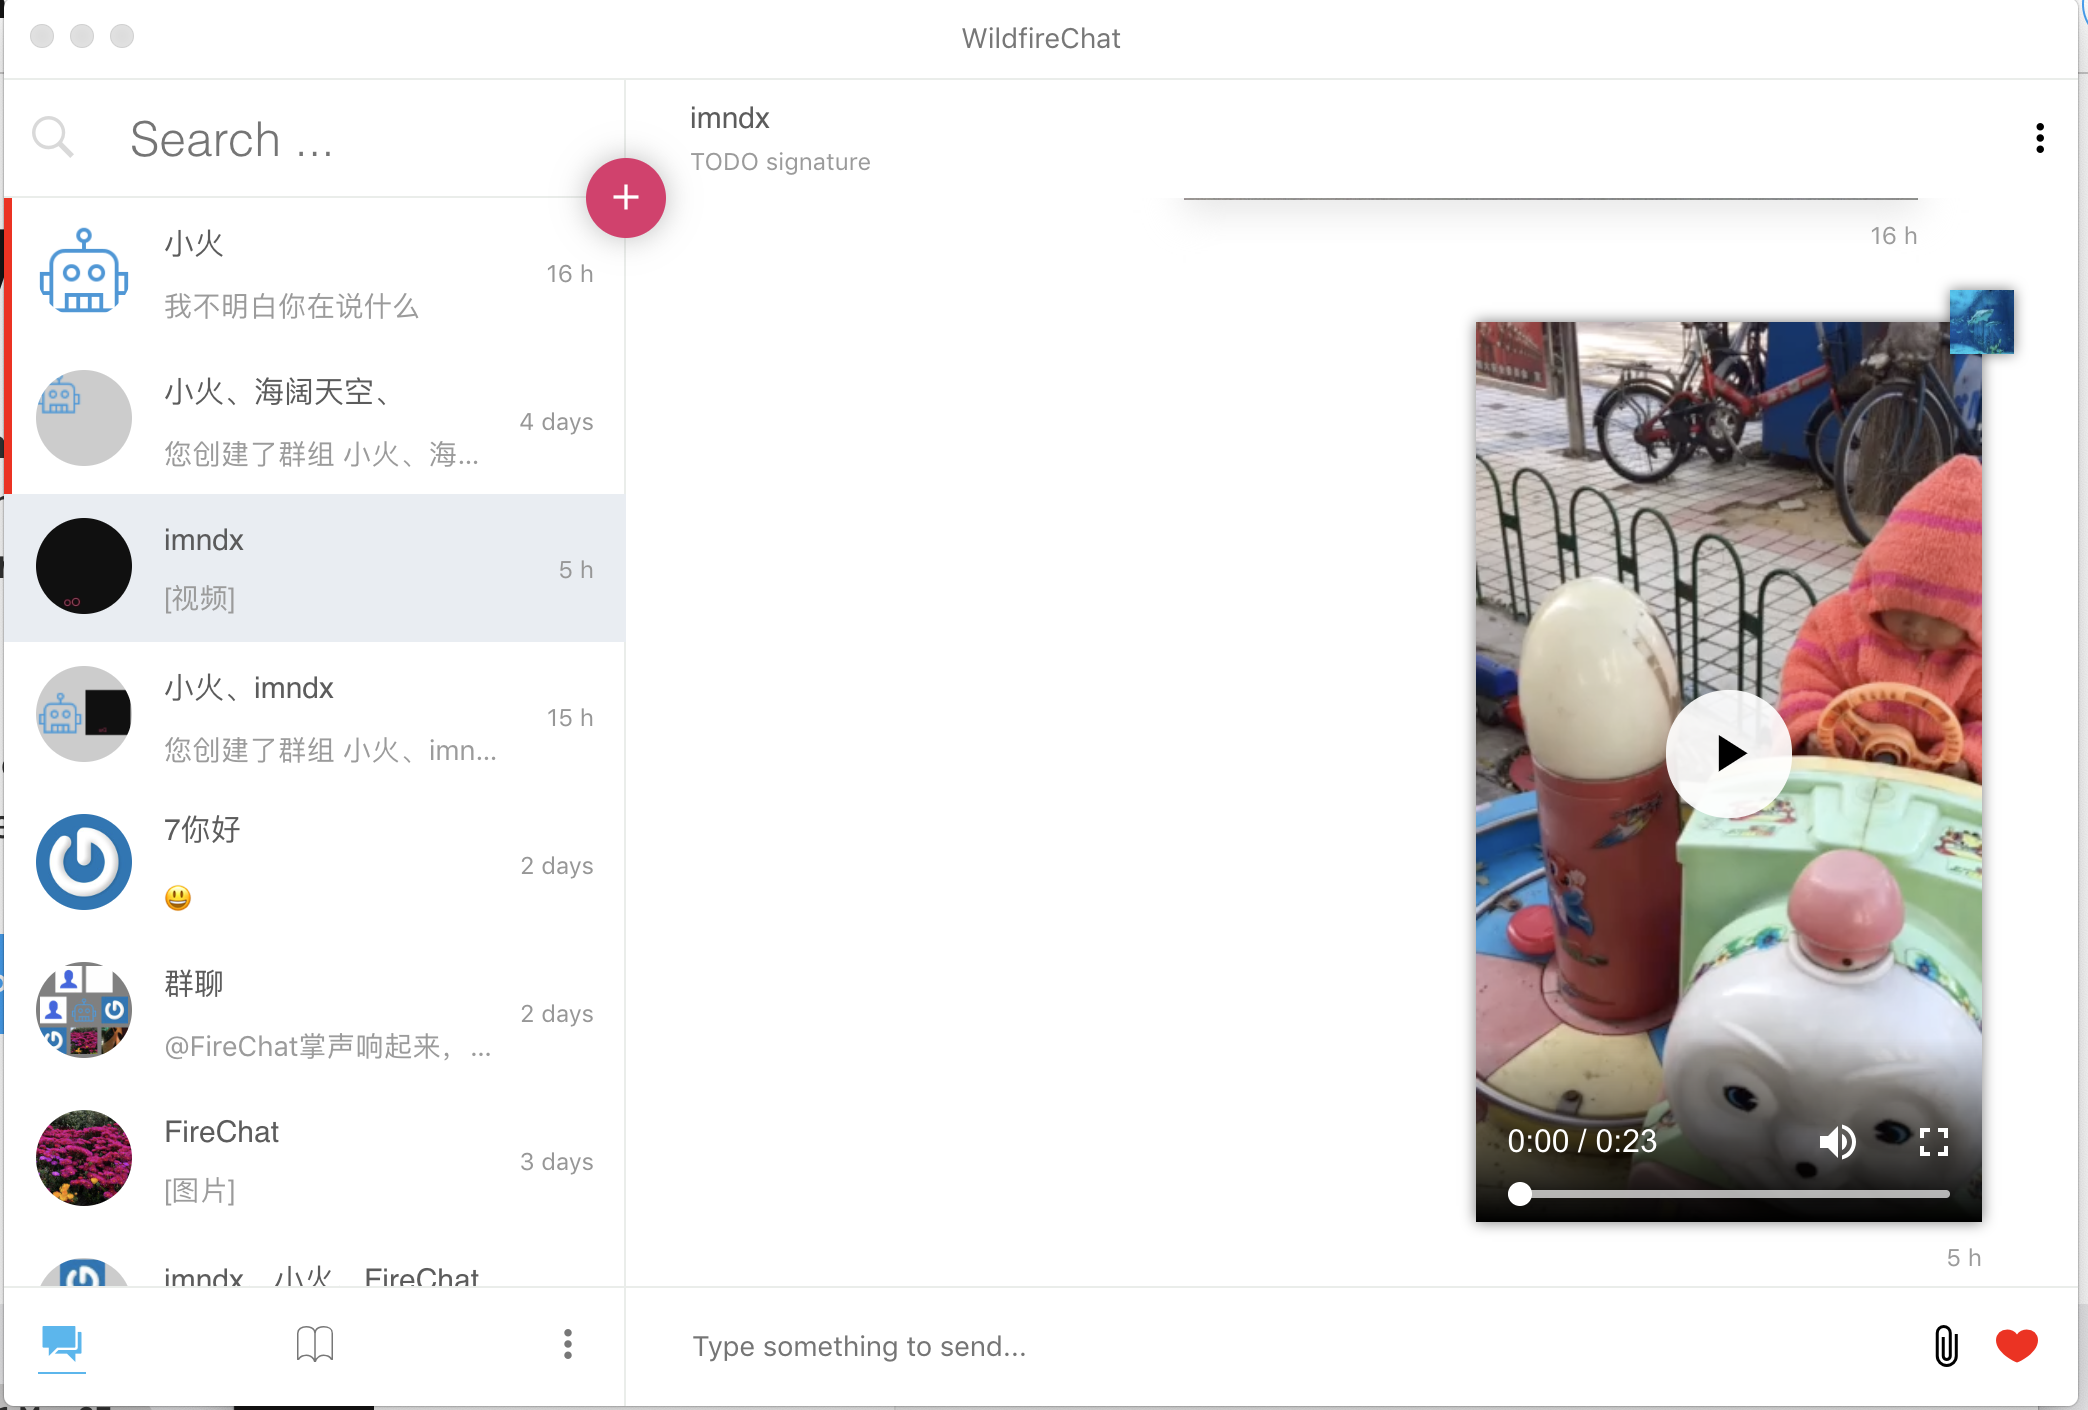 WildfireChat
Search ...
小火
16 h
我不明白你在说什么
小火、海阔天空、
4 days
您创建了群组 小火、海...
imndx
5 h
[视频]
小火、imndx
15 h
您创建了群组 小火、imn...
7你好
2 days
😃
群聊
2 days
@FireChat掌声响起来，...
FireChat
3 days
[图片]
imndx、小火、FireChat
imndx
TODO signature
16 h
0:00 / 0:23
5 h
Type something to send...